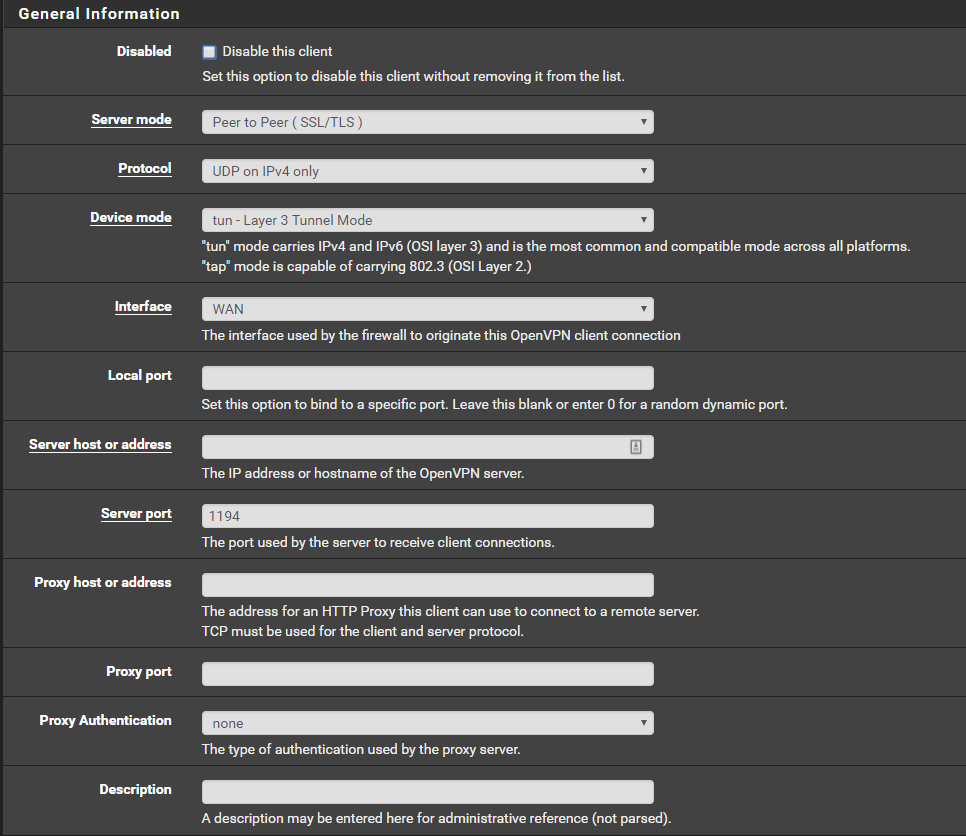 General Information
Disabled
Disable this client
Set this option to disable this client without removing it from the list.
Server mode
Peer to Peer ( SSL/TLS )
Protocol
UDP on IPv4 only
Device mode
tun - Layer 3 Tunnel Mode
"tun" mode carries IPv4 and IPv6 (OSI layer 3) and is the most common and compatible mode across all platforms.
"tap" mode is capable of carrying 802.3 (OSI Layer 2.)
Interface
WAN
The interface used by the firewall to originate this OpenVPN client connection
Local port
Set this option to bind to a specific port. Leave this blank or enter 0 for a random dynamic port.
Server host or address
The IP address or hostname of the OpenVPN server.
Server port
1194
The port used by the server to receive client connections.
Proxy host or address
The address for an HTTP Proxy this client can use to connect to a remote server.
TCP must be used for the client and server protocol.
Proxy port
Proxy Authentication
none
The type of authentication used by the proxy server.
Description
A description may be entered here for administrative reference (not parsed).